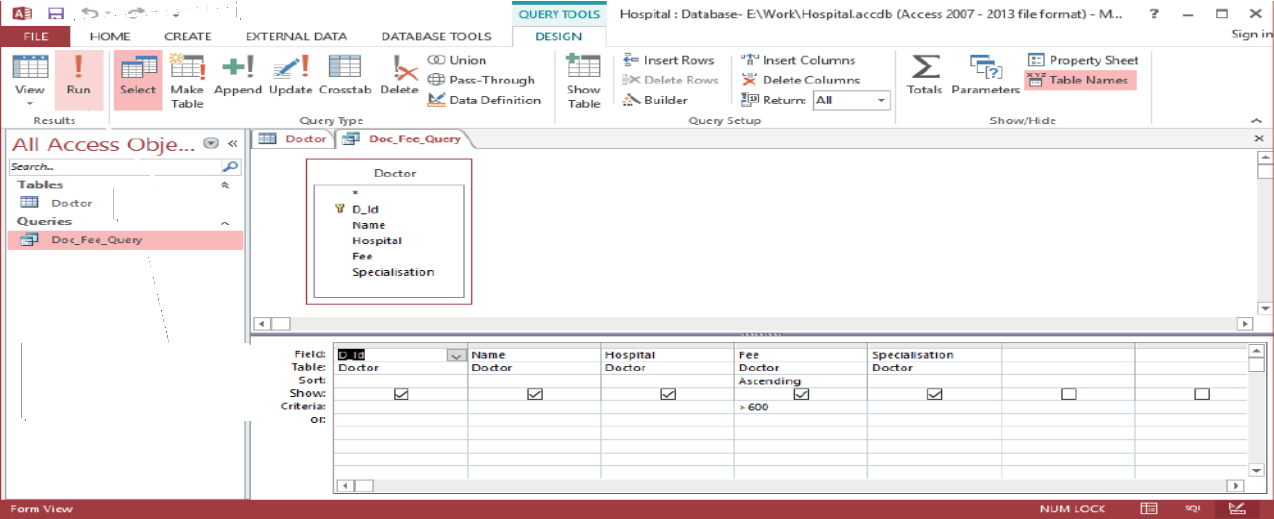 QUERY TOOLS Hospital : Database- E:\Work\Hospital.accdb (Access 2007 - 2013 file format) - M... ?
FILE HOME CREATE EXTERNAL DATA DATABASE TOOLS DESIGN Sign in
View Run Select Make Table Append Update Crosstab Delete Union Pass-Through Data Definition Show Table Insert Rows Delete Rows Builder Insert Columns Delete Columns Return: All Totals Parameters Property Sheet Table Names
Results Query Type Query Setup Show/Hide
All Access Obje... «
Search..
Tables
Doctor
Queries
Doc_Fee_Query
Doctor Doc_Fee_Query
Doctor
*
D_Id
Name
Hospital
Fee
Specialisation
Field: D_Id Name Hospital Fee Specialisation
Table: Doctor Doctor Doctor Doctor Doctor
Sort: Ascending
Show:
Criteria: > 600
or:
Form View NUM LOCK SQL